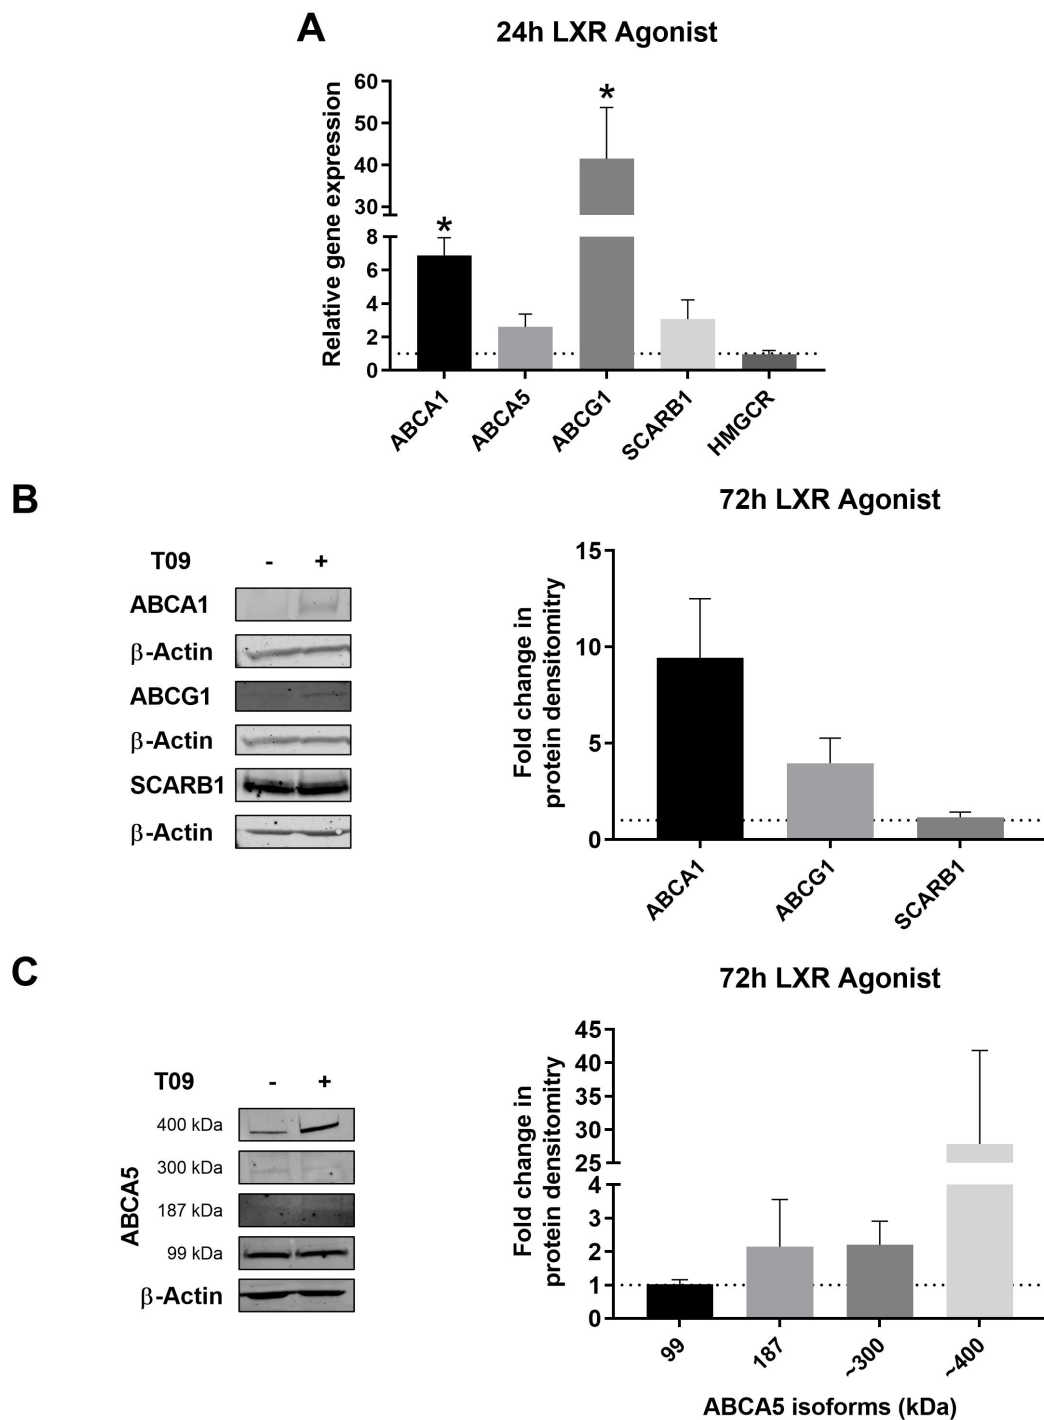 A
24h LXR Agonist
Relative gene expression
60
50
40
30
8
6
4
2
0
*
*
ABCA1
ABCA5
ABCG1
SCARB1
HMGCR
B
72h LXR Agonist
T09 - +
ABCA1
β-Actin
ABCG1
β-Actin
SCARB1
β-Actin
Fold change in
protein densitomitry
15
10
5
0
ABCA1
ABCG1
SCARB1
C
72h LXR Agonist
T09 - +
ABCA5
400 kDa
300 kDa
187 kDa
99 kDa
β-Actin
Fold change in
protein densitomitry
45
40
35
30
25
4
3
2
1
0
99
187
~300
~400
ABCA5 isoforms (kDa)